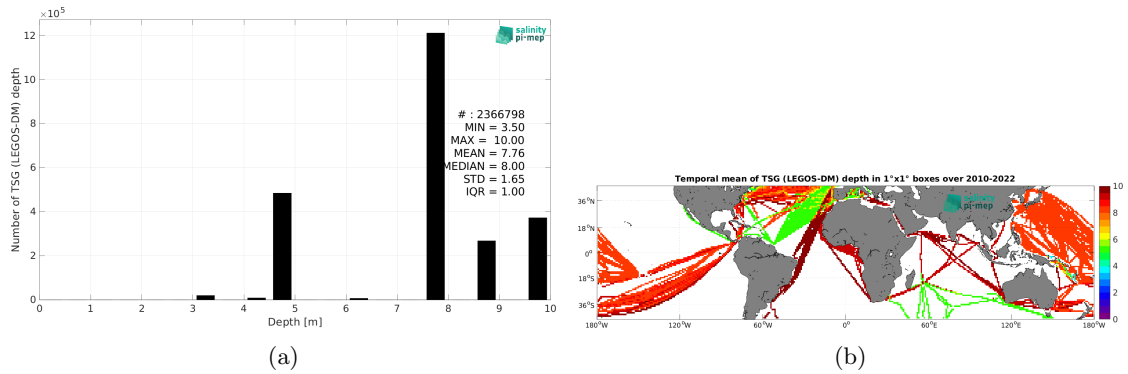 ×10⁵
12
10
8
6
4
2
0
Number of TSG (LEGOS-DM) depth
salinity
pi-mep
# : 2366798
MIN = 3.50
MAX = 10.00
MEAN = 7.76
MEDIAN = 8.00
STD = 1.65
IQR = 1.00
0 1 2 3 4 5 6 7 8 9 10
Depth [m]
(a)
Temporal mean of TSG (LEGOS-DM) depth in 1°x1° boxes over 2010-2022
salinity
pi-mep
36°N
18°N
0°
18°S
36°S
180°W 120°W 60°W 0° 60°E 120°E 180°W
10
8
6
4
2
0
(b)